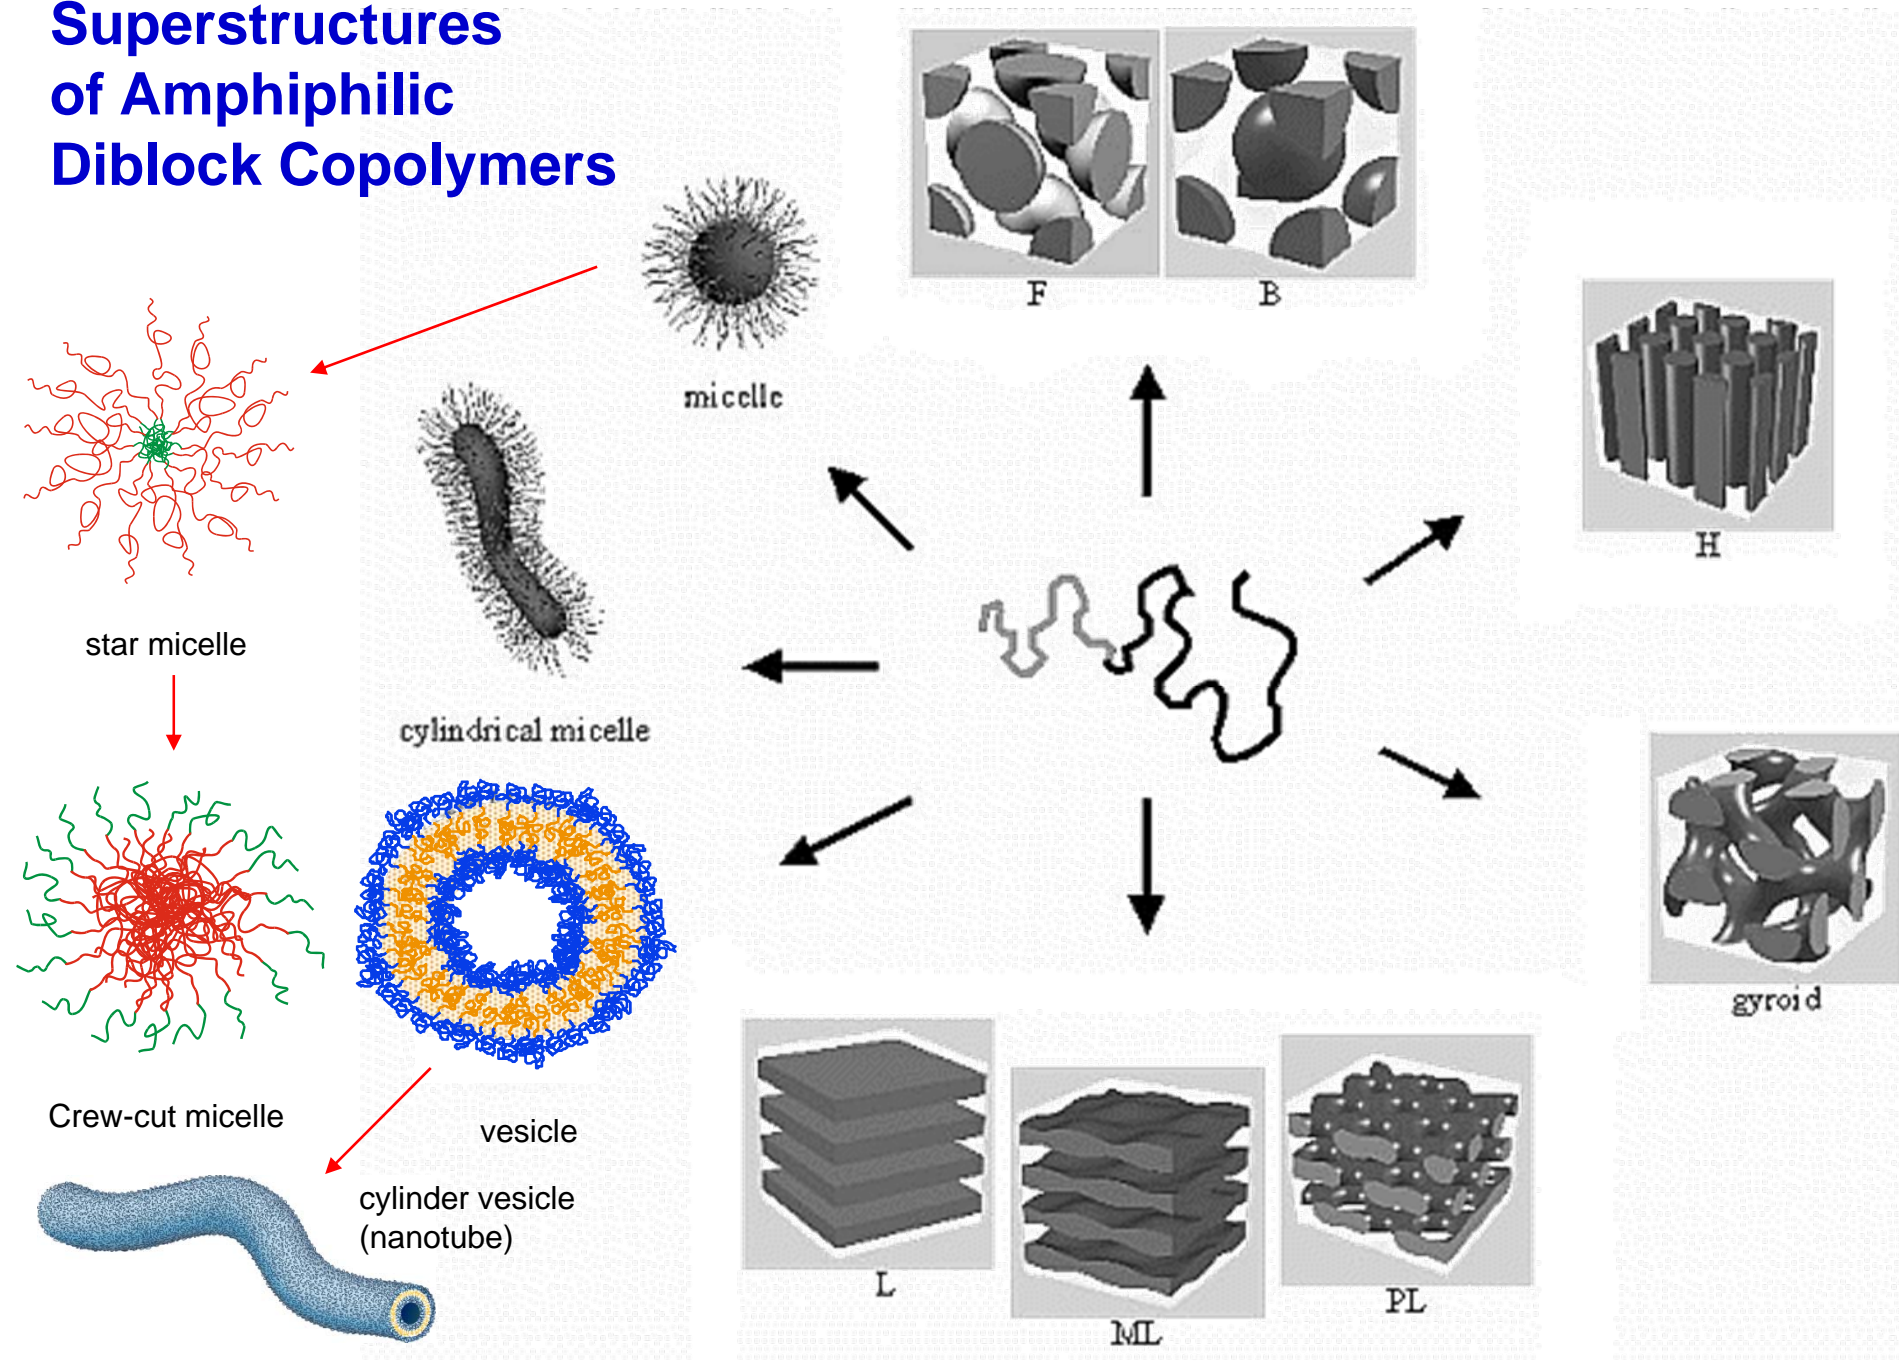 Superstructures
of Amphiphilic
Diblock Copolymers
F
B
micelle
H
star micelle
cylindrical micelle
gyroid
Crew-cut micelle
vesicle
cylinder vesicle
(nanotube)
L
ML
PL